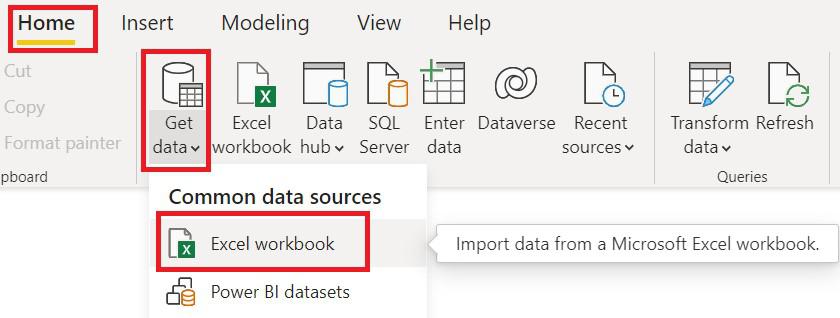 Home Insert Modeling View Help
Cut
Copy
Format painter
pboard
Get data
Excel workbook
Data hub
SQL Server
Enter data
Dataverse
Recent sources
Transform data
Refresh
Queries
Common data sources
Excel workbook
Import data from a Microsoft Excel workbook.
Power BI datasets